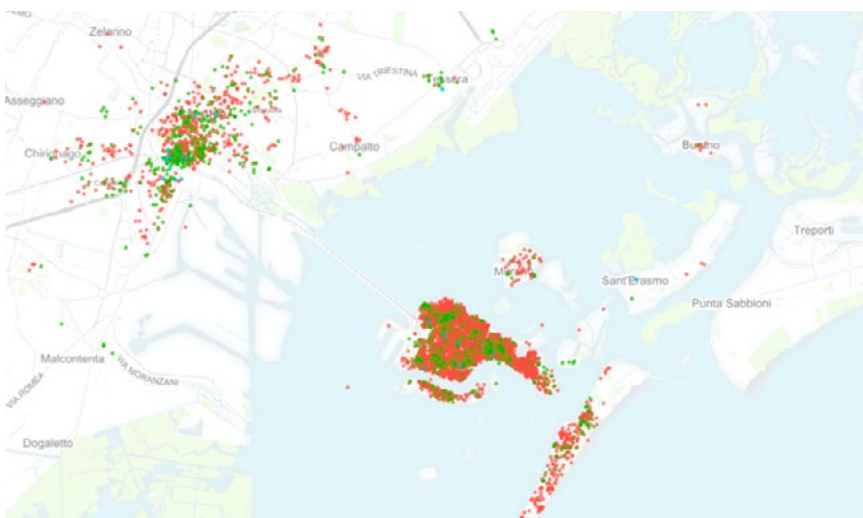 Zelarino
VIA TRIESTINA
Tessera
Asseggiano
Chirignago
Campalto
Burano
Treporti
Murano
Sant'Erasmo
Punta Sabbioni
Malcontenta
VIA MORANZANI
VIA ROMEA
Dogaletto